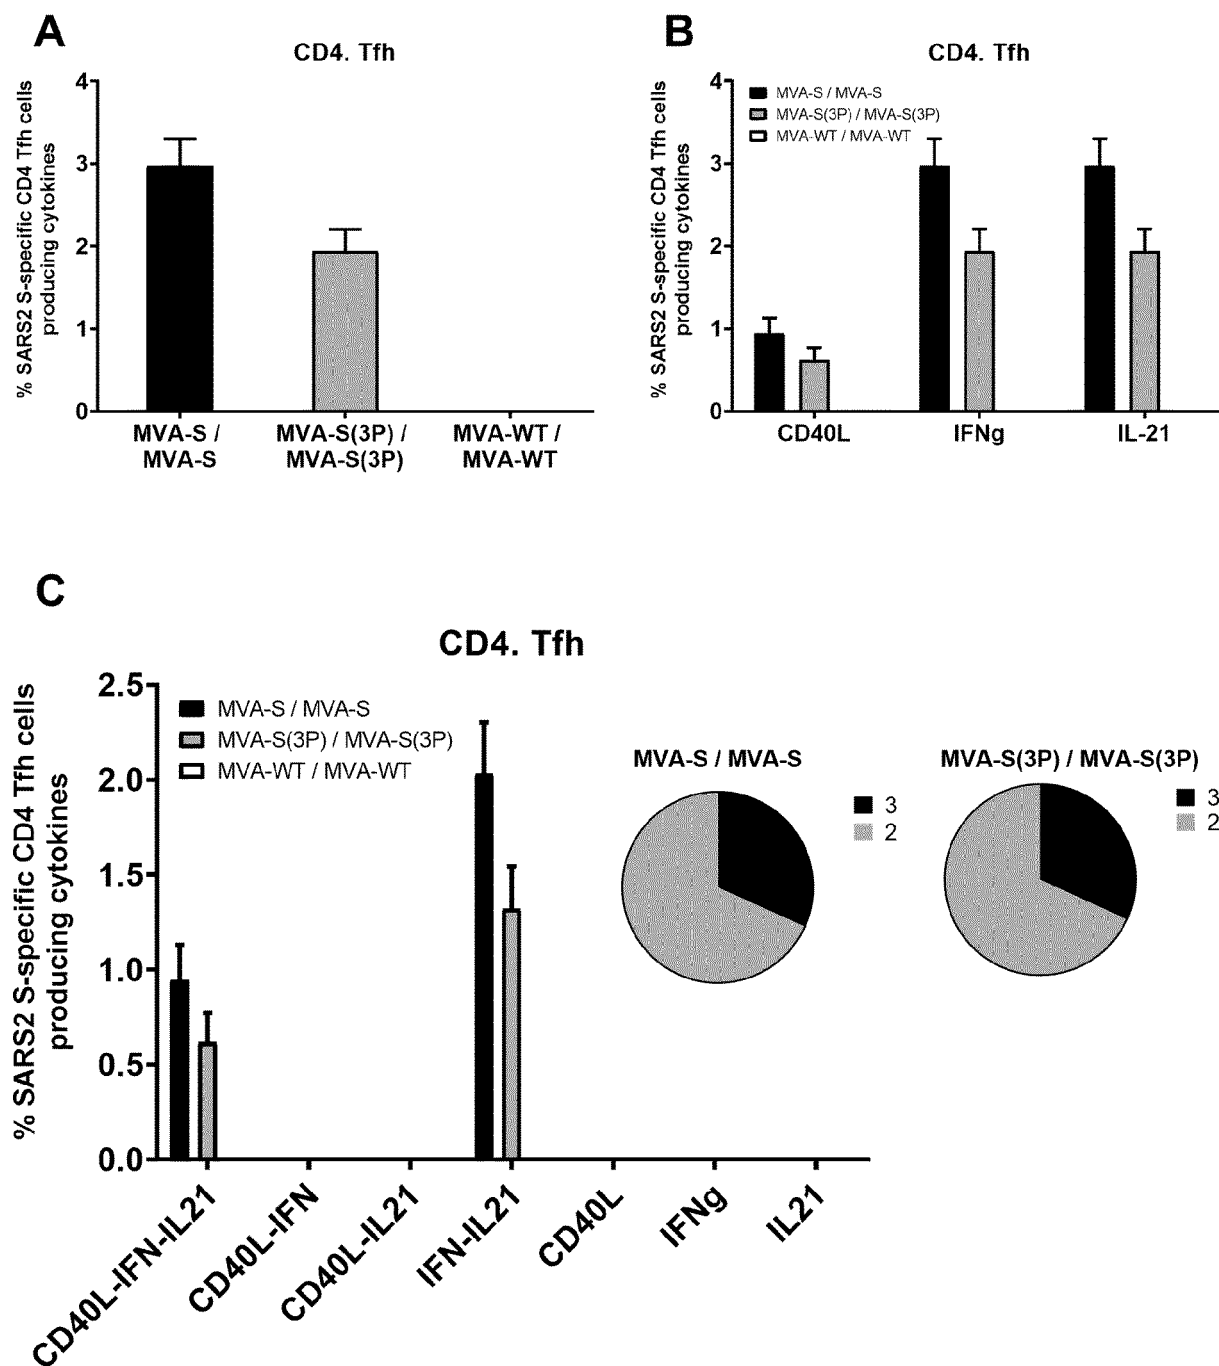 A
CD4. Tfh
% SARS2 S-specific CD4 Tfh cells
producing cytokines
4
3
2
1
0
MVA-S /
MVA-S
MVA-S(3P) /
MVA-S(3P)
MVA-WT /
MVA-WT
B
CD4. Tfh
% SARS2 S-specific CD4 Tfh cells
producing cytokines
4
3
2
1
0
MVA-S / MVA-S
MVA-S(3P) / MVA-S(3P)
MVA-WT / MVA-WT
CD40L
IFNg
IL-21
C
CD4. Tfh
% SARS2 S-specific CD4 Tfh cells
producing cytokines
2.5
2.0
1.5
1.0
0.5
0.0
MVA-S / MVA-S
MVA-S(3P) / MVA-S(3P)
MVA-WT / MVA-WT
CD40L-IFN-IL21
CD40L-IFN
CD40L-IL21
IFN-IL21
CD40L
IFNg
IL21
MVA-S / MVA-S
3
2
MVA-S(3P) / MVA-S(3P)
3
2